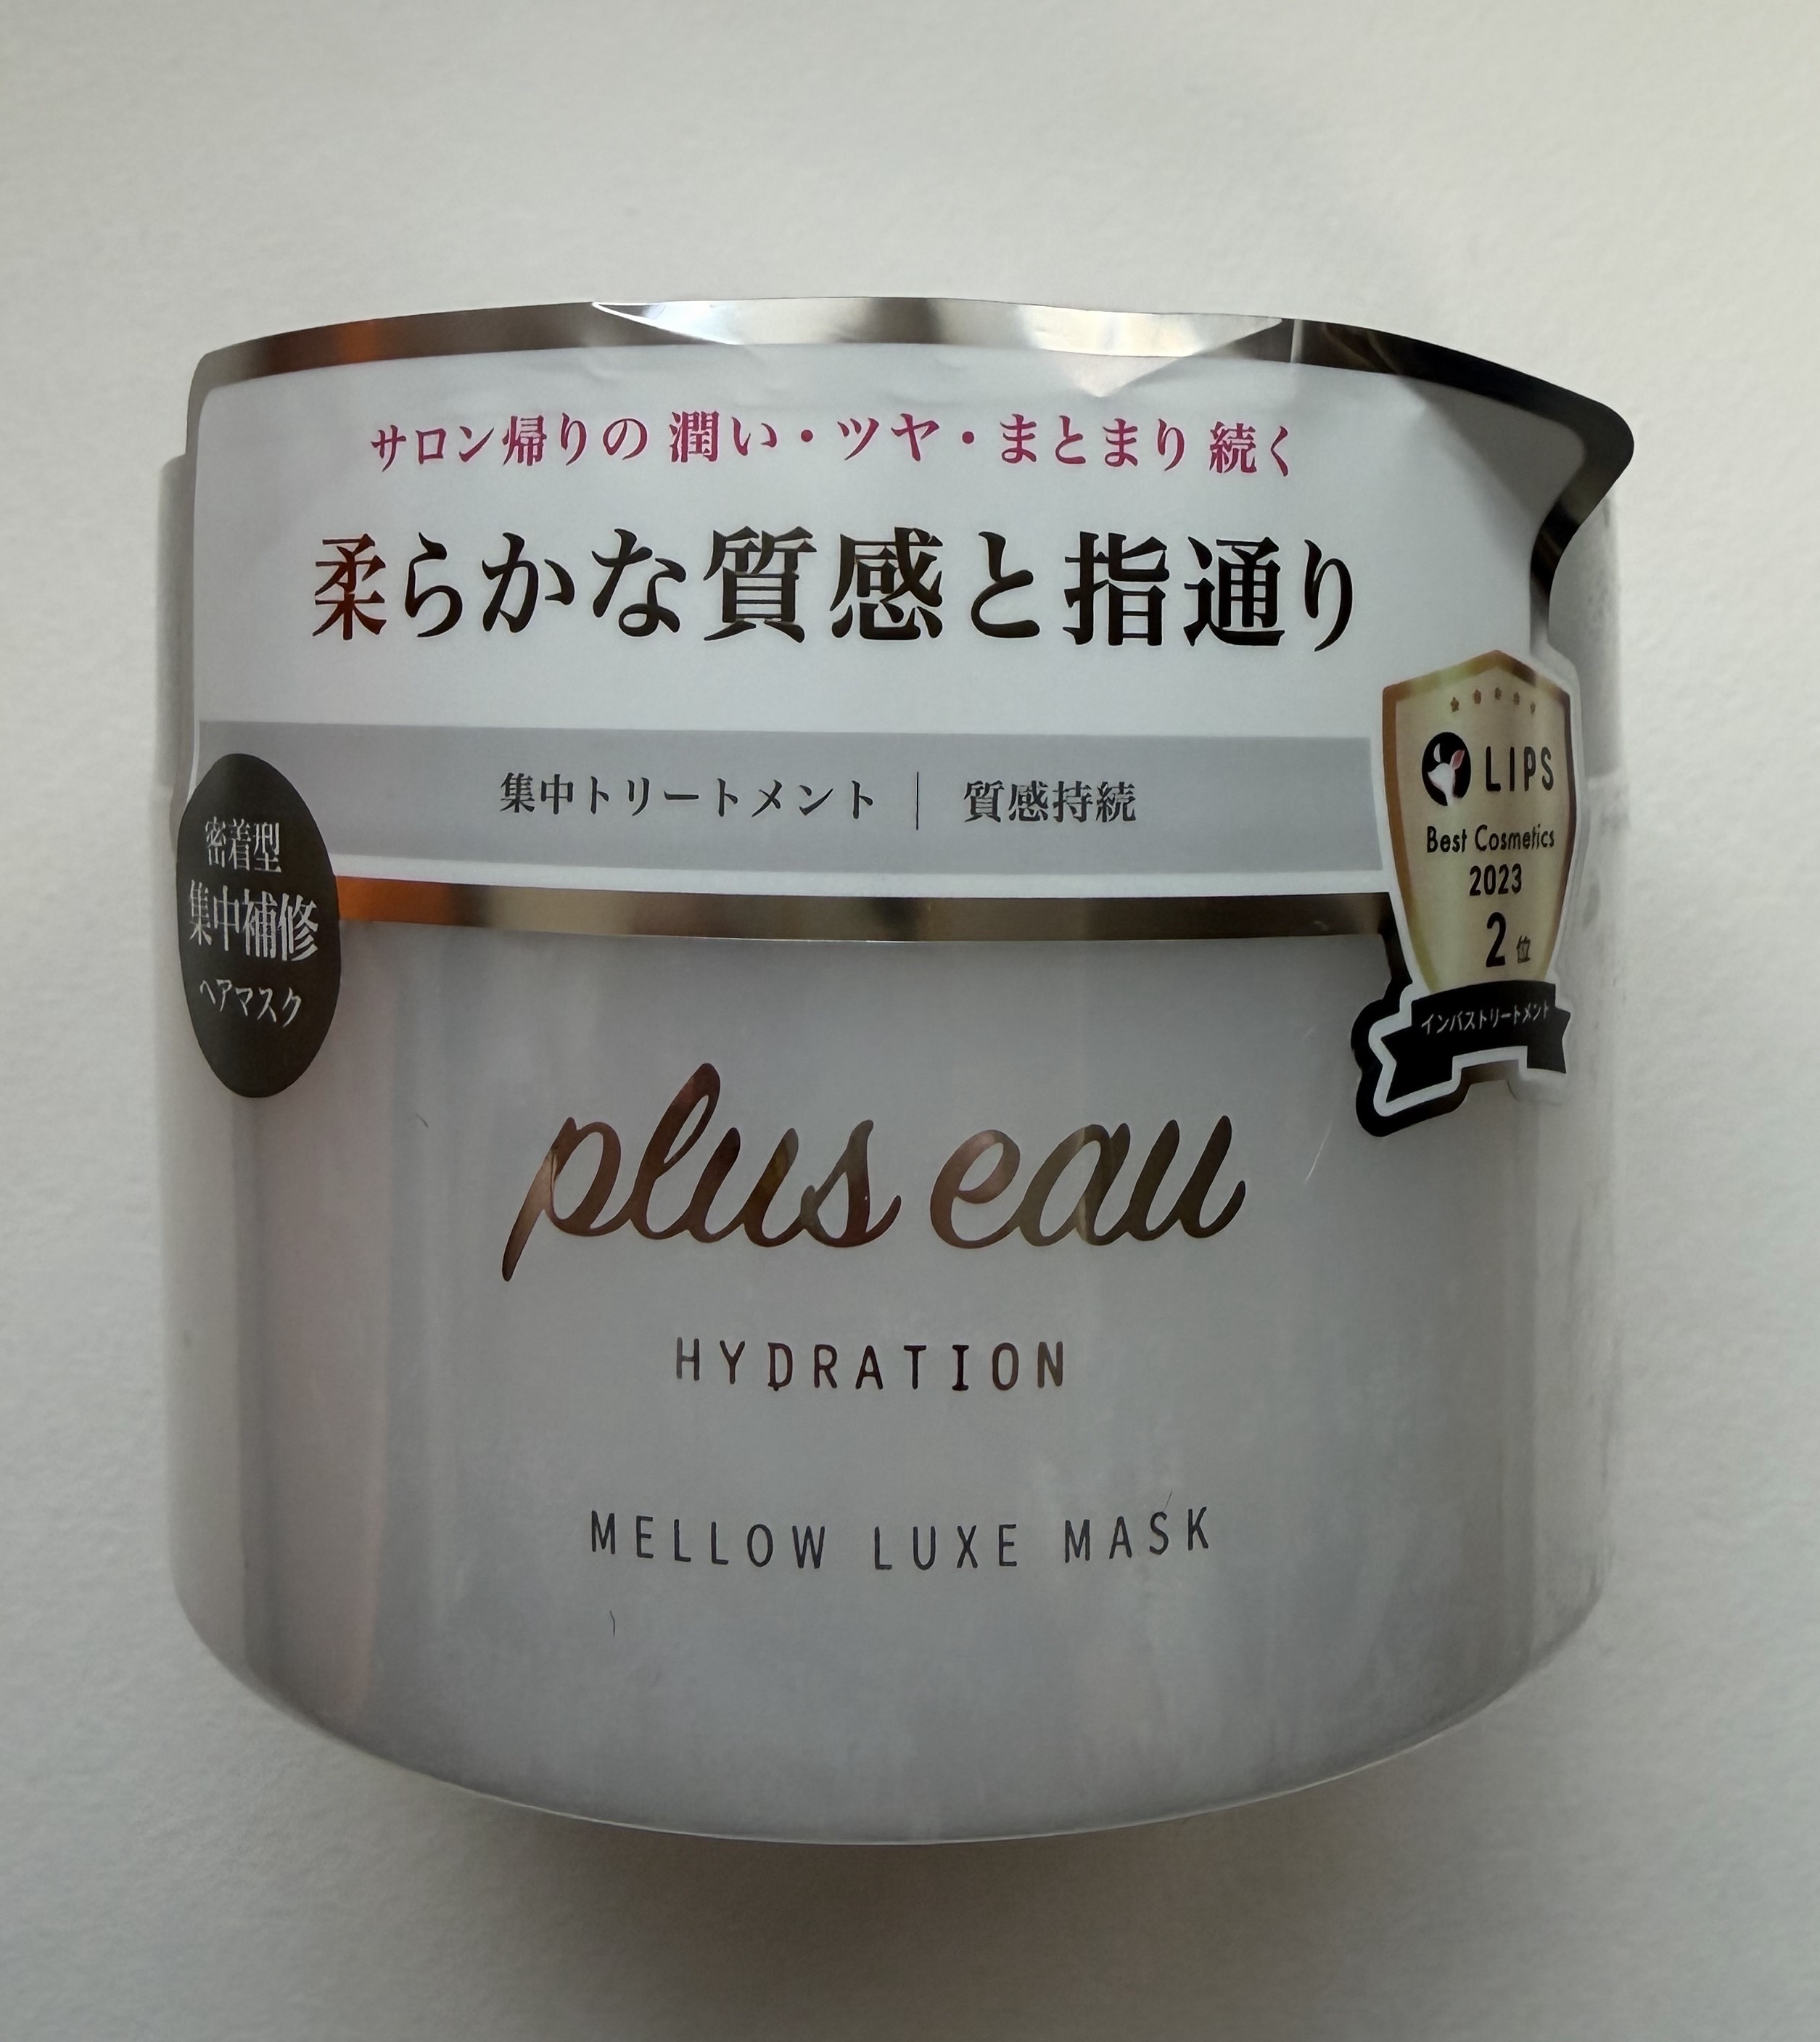 サロン帰りの 潤い・ツヤ・まとまり 続く
柔らかな質感と指通り
集中トリートメント | 質感持続
密着型
集中補修
ヘアマスク
LIPS
Best Cosmetics
2023
2位
インバストリートメント
plus eau
HYDRATION
MELLOW LUXE MASK